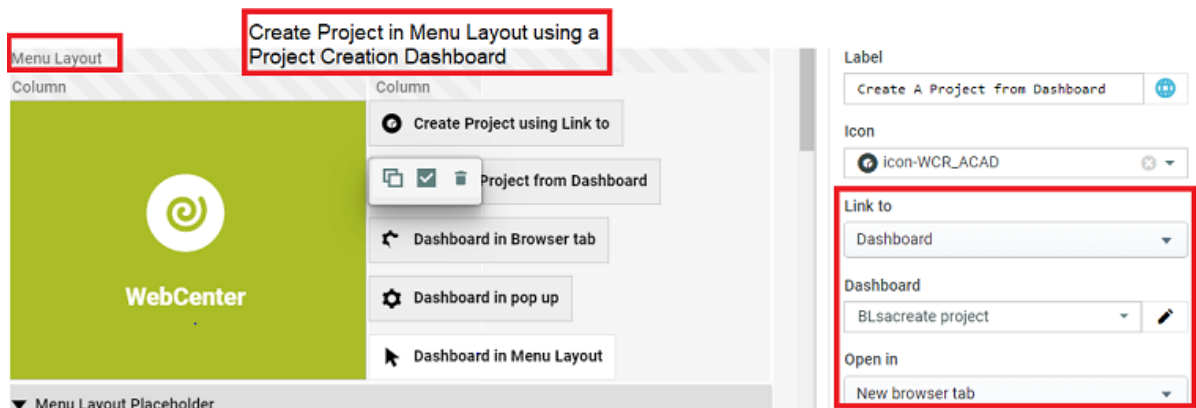 Create Project in Menu Layout using a
Project Creation Dashboard
Menu Layout
Column
Column
WebCenter
Create Project using Link to
Project from Dashboard
Dashboard in Browser tab
Dashboard in pop up
Dashboard in Menu Layout
Menu Layout Placeholder
Label
Create A Project from Dashboard
Icon
icon-WCR_ACAD
Link to
Dashboard
Dashboard
BLsacreate project
Open in
New browser tab